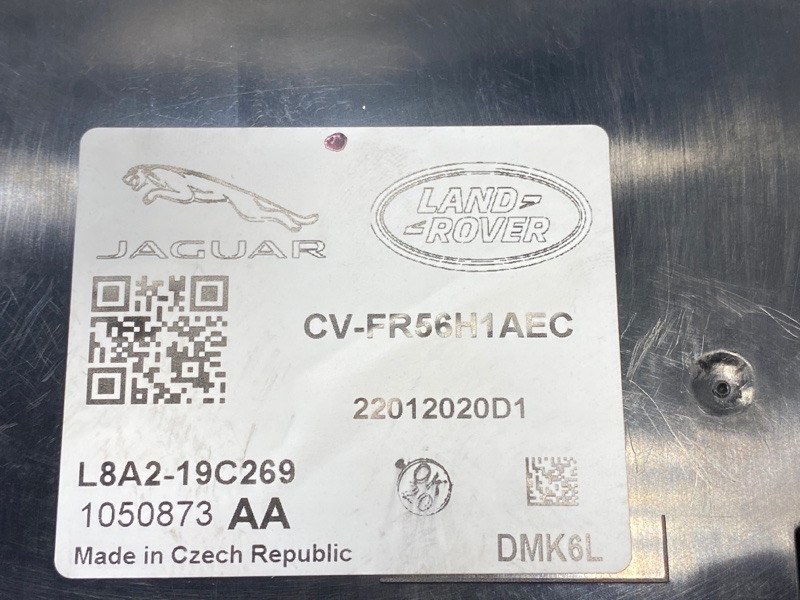 JAGUAR
LAND
ROVER
CV-FR56H1AEC
22012020D1
L8A2-19C269
1050873 AA
Made in Czech Republic
DMK6L